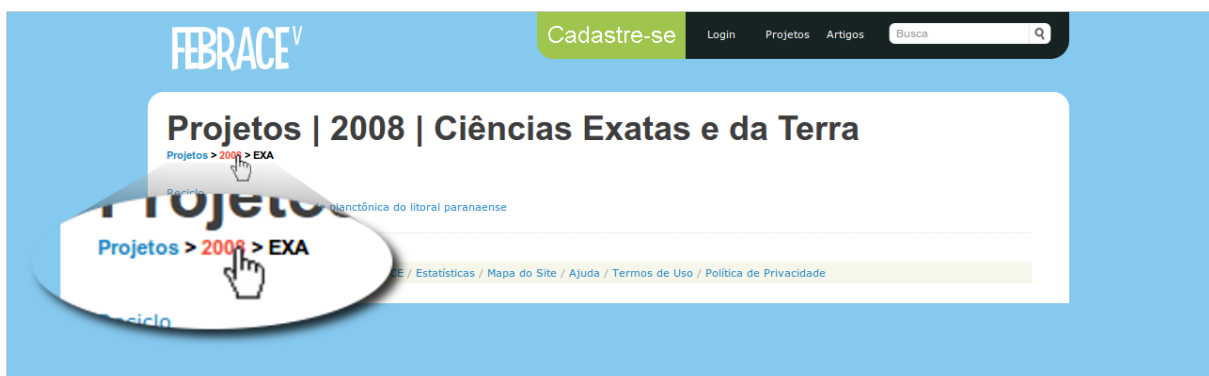 FEBRACE V
Cadastre-se Login Projetos Artigos Busca
Projetos | 2008 | Ciências Exatas e da Terra
Projetos > 2008 > EXA
Reciclo
planctônica do litoral paranaense
Projetos
Projetos > 2008 > EXA
/ Estatísticas / Mapa do Site / Ajuda / Termos de Uso / Política de Privacidade
Reciclo